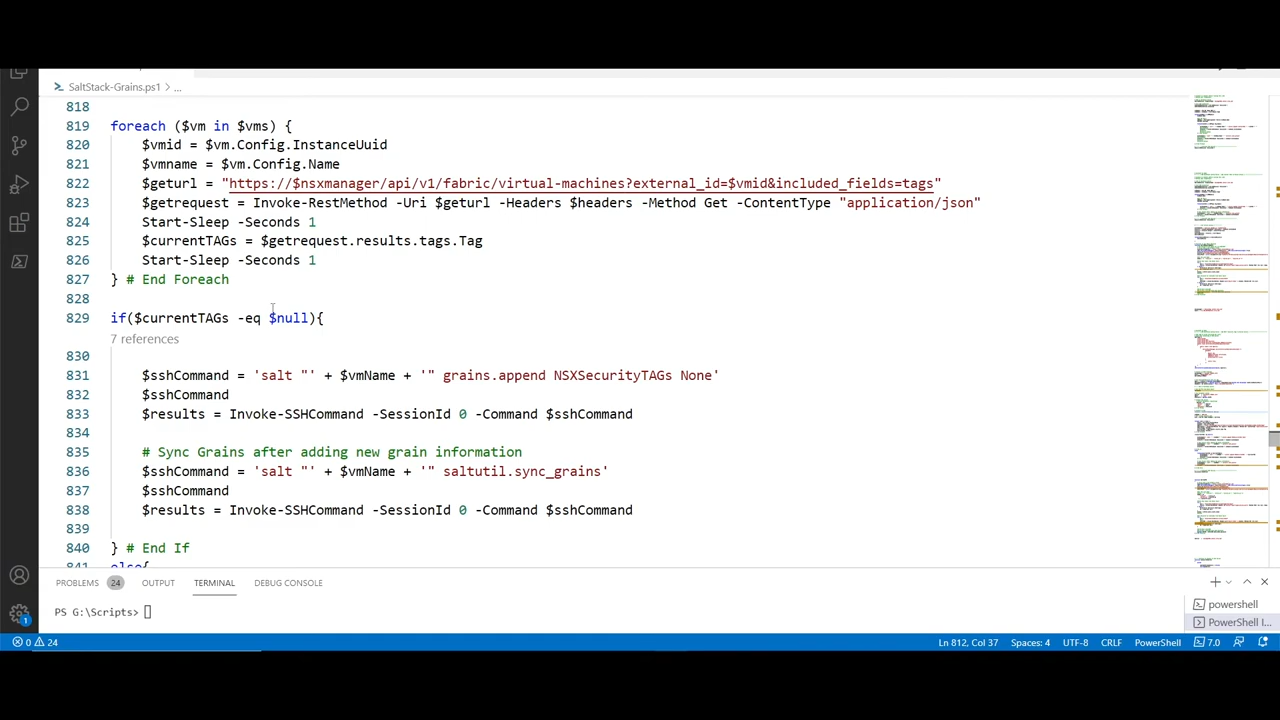 SaltStack-Grains.ps1 > ...
818
819 foreach ($vm in $vms) {
820 $vmid = $vm.Config.InstanceUuid
821 $vmname = $vm.Config.Name
822 $geturl = "https://$nsxmanager/api/v1/fabric/virtual-machines?external_id=$vmid&included_fields=tags"
823 $getrequest = Invoke-RestMethod -Uri $geturl -Headers $headers -Method Get -ContentType "application/json"
824 Start-Sleep -Seconds
825 $currentTAGs = $getrequest.results.tags.Tag
826 Start-Sleep -Seconds 1
827 } # End Foreach
828
829 if($currentTAGs -eq $null){
7 references
830
831 $sshCommand = 'salt "' + $vmName + '" grains.append NSXSecurityTAGs None'
832 $sshCommand
833 $results = Invoke-SSHCommand -SessionId 0 -Command $sshCommand
834
835 # Sync Grains after adding new grains information
836 $sshCommand = 'salt "' + $vmName + '" saltutil.sync_grains'
837 $sshCommand
838 $results = Invoke-SSHCommand -SessionId 0 -Command $sshCommand
839
840 } # End If
841 else{
PROBLEMS 24 OUTPUT TERMINAL DEBUG CONSOLE
PS G:\Scripts>
powershell
PowerShell I...
0 24 Ln 812, Col 37 Spaces: 4 UTF-8 CRLF PowerShell 7.0
1